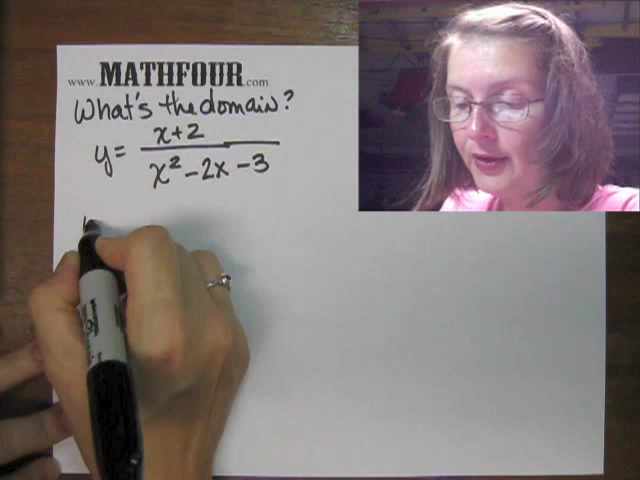 www.MATHFOUR.com
What's the domain?
x+2
y=
x²-2x-3